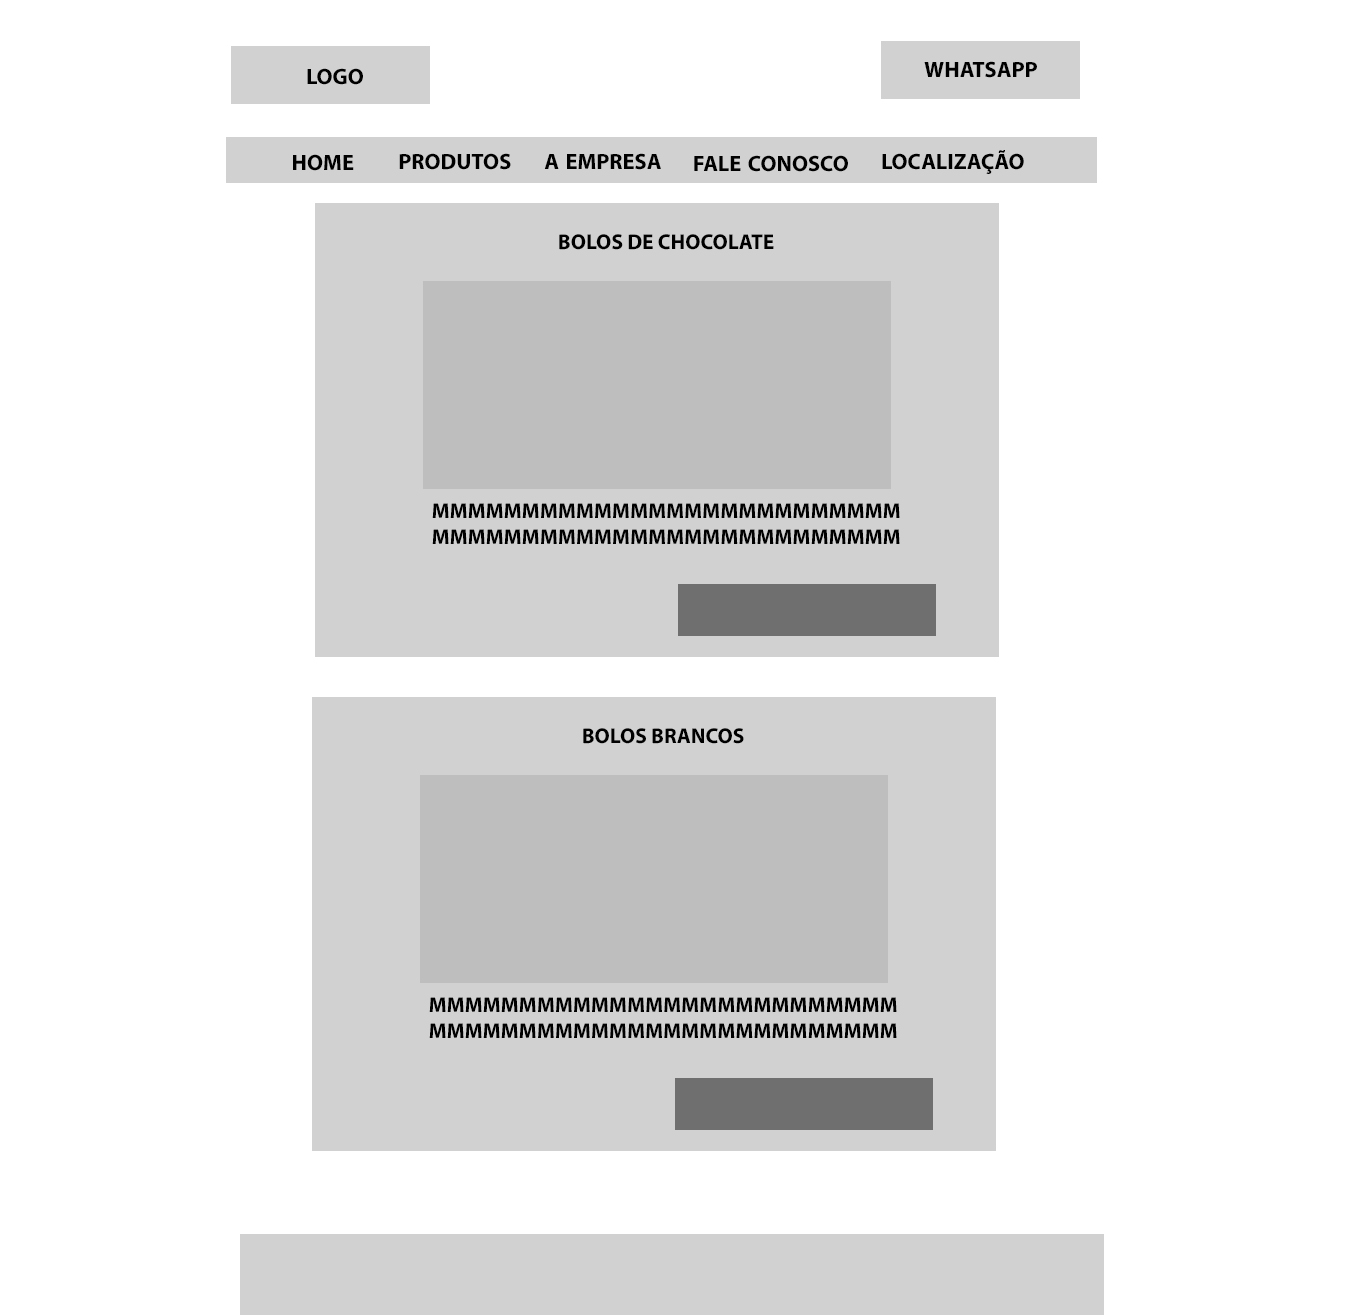 LOGO
WHATSAPP
HOME PRODUTOS A EMPRESA FALE CONOSCO LOCALIZAÇÃO
BOLOS DE CHOCOLATE
MMMMMMMMMMMMMMMMMMMMMMMMMM
MMMMMMMMMMMMMMMMMMMMMMMMMM
BOLOS BRANCOS
MMMMMMMMMMMMMMMMMMMMMMMMMM
MMMMMMMMMMMMMMMMMMMMMMMMMM